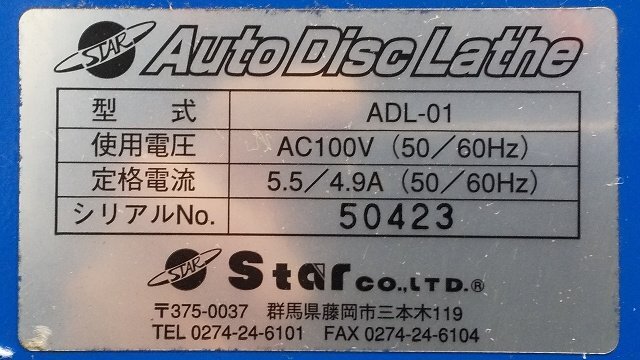 STAR Auto Disc Lathe
型 式 ADL-01
使用電圧 AC100V (50／60Hz)
定格電流 5.5／4.9A (50／60Hz)
シリアルNo. 50423
STAR Star CO.,LTD.®
〒375-0037 群馬県藤岡市三本木119
TEL 0274-24-6101 FAX 0274-24-6104